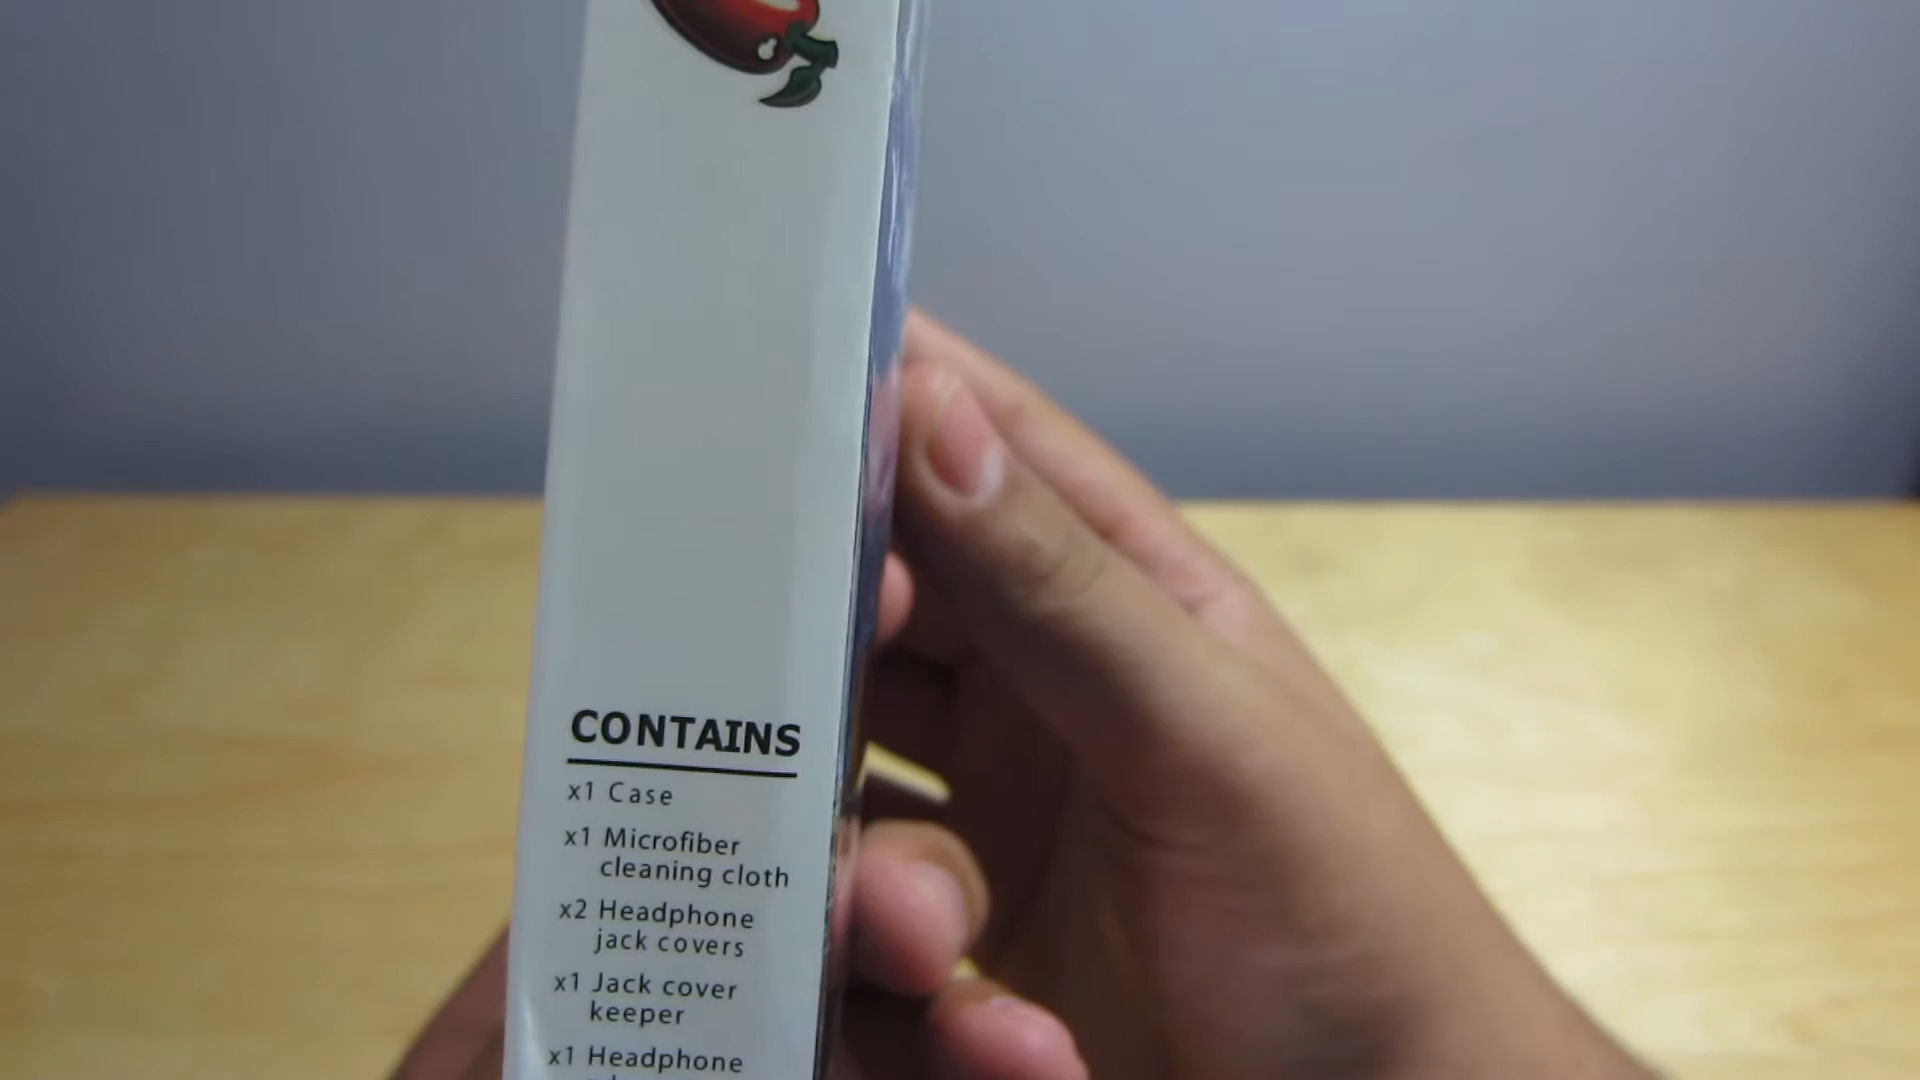 CONTAINS
x1 Case
x1 Microfiber
cleaning cloth
x2 Headphone
jack covers
x1 Jack cover
keeper
x1 Headphone